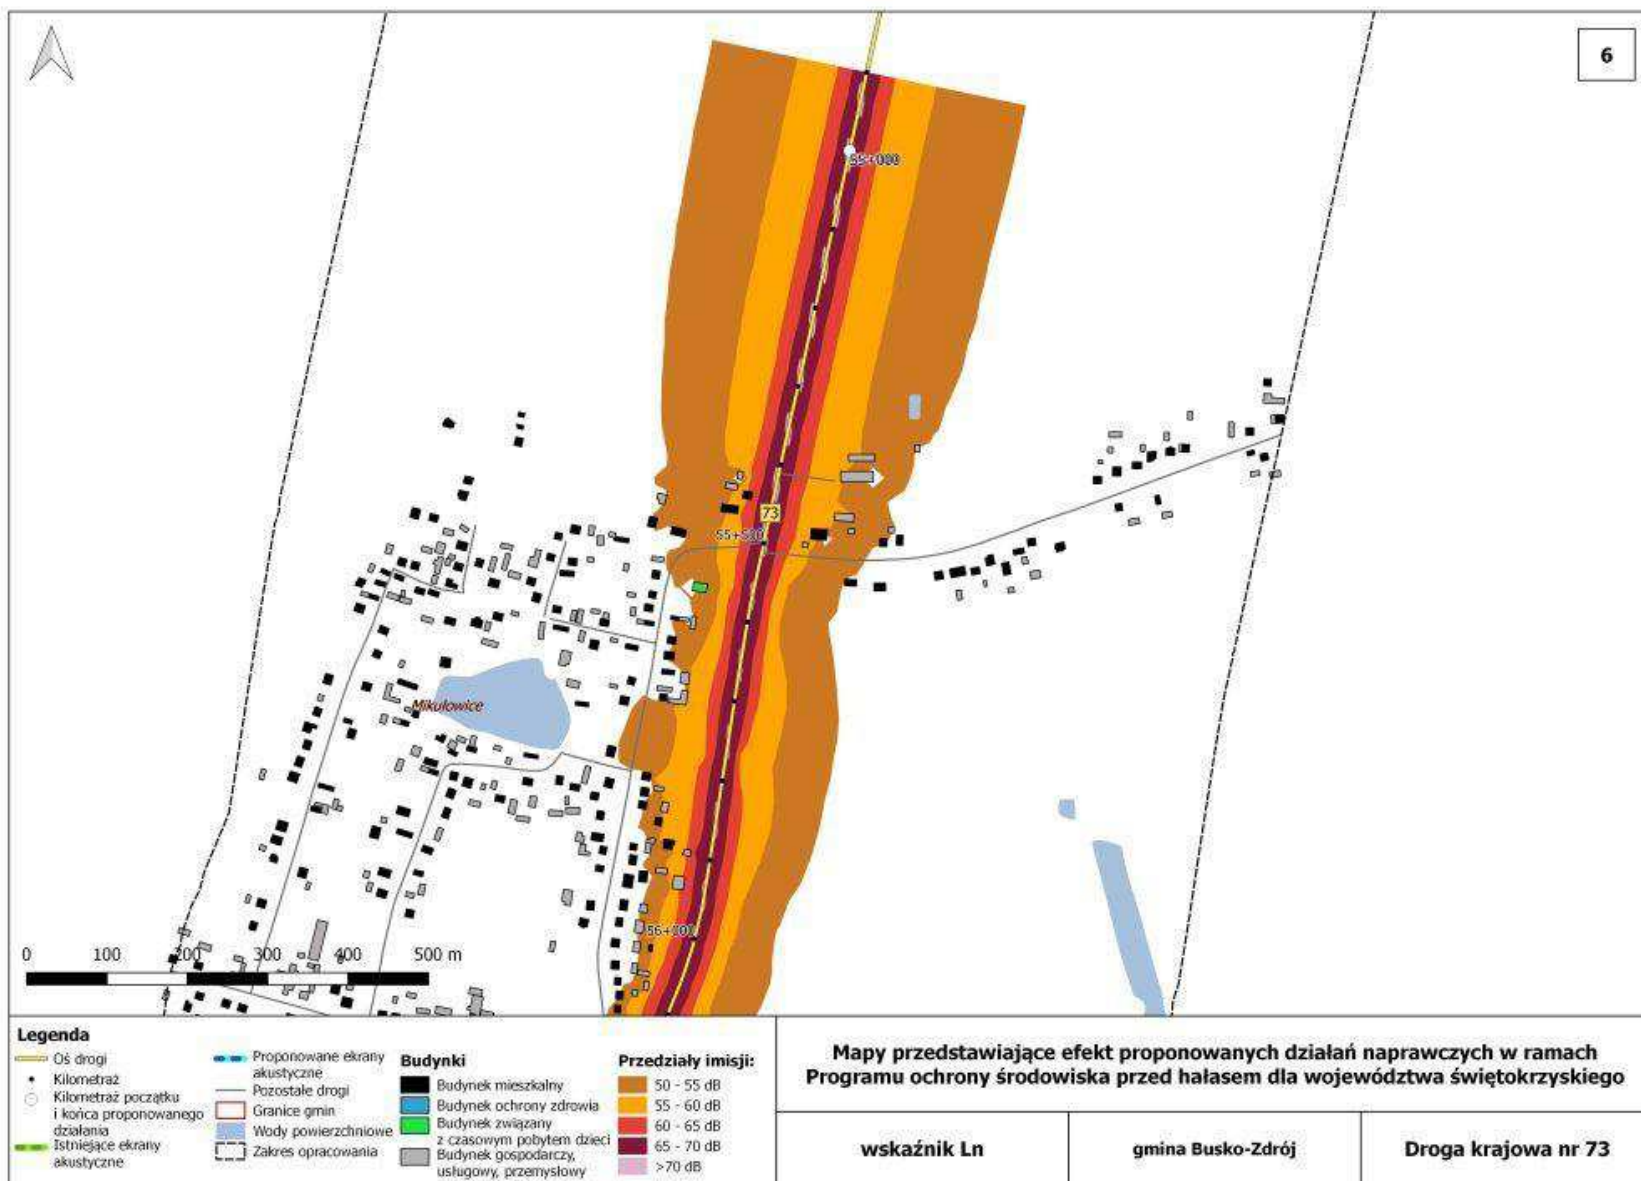 6
55+000
73
55+500
Mikułowice
56+000
0 100 200 300 400 500 m
Legenda
Oś drogi
Kilometraż
Kilometraż początku
i końca proponowanego
działania
Istniejące ekrany
akustyczne
Proponowane ekrany
akustyczne
Pozostałe drogi
Granice gmin
Wody powierzchniowe
Zakres opracowania
Budynki
Budynek mieszkalny
Budynek ochrony zdrowia
Budynek związany
z czasowym pobytem dzieci
Budynek gospodarczy,
usługowy, przemysłowy
Przedziały imisji:
50 - 55 dB
55 - 60 dB
60 - 65 dB
65 - 70 dB
>70 dB
Mapy przedstawiające efekt proponowanych działań naprawczych w ramach
Programu ochrony środowiska przed hałasem dla województwa świętokrzyskiego
wskaźnik Ln
gmina Busko-Zdrój
Droga krajowa nr 73